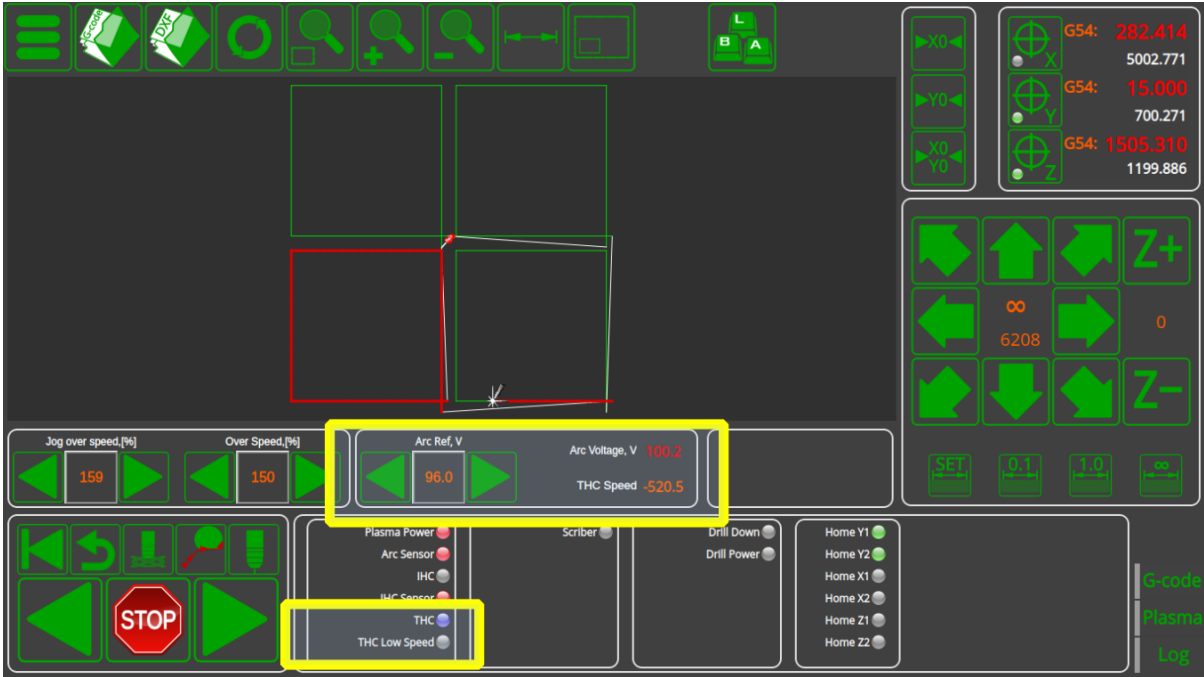 G-code
DXF
L
B A
X0
Y0
X0
Y0
G54: 282.414
X 5002.771
G54: 15.000
Y 700.271
G54: 1505.310
Z 1199.886
Z+
∞
6208
0
Z-
SET 0.1 1.0 ∞
Jog over speed,[%] Over Speed,[%]
159 150
Arc Ref, V
96.0
Arc Voltage, V 100.2
THC Speed -520.5
STOP
Plasma Power
Arc Sensor
IHC
IHC Sensor
THC
THC Low Speed
Scriber
Drill Down
Drill Power
Home Y1
Home Y2
Home X1
Home X2
Home Z1
Home Z2
G-code
Plasma
Log